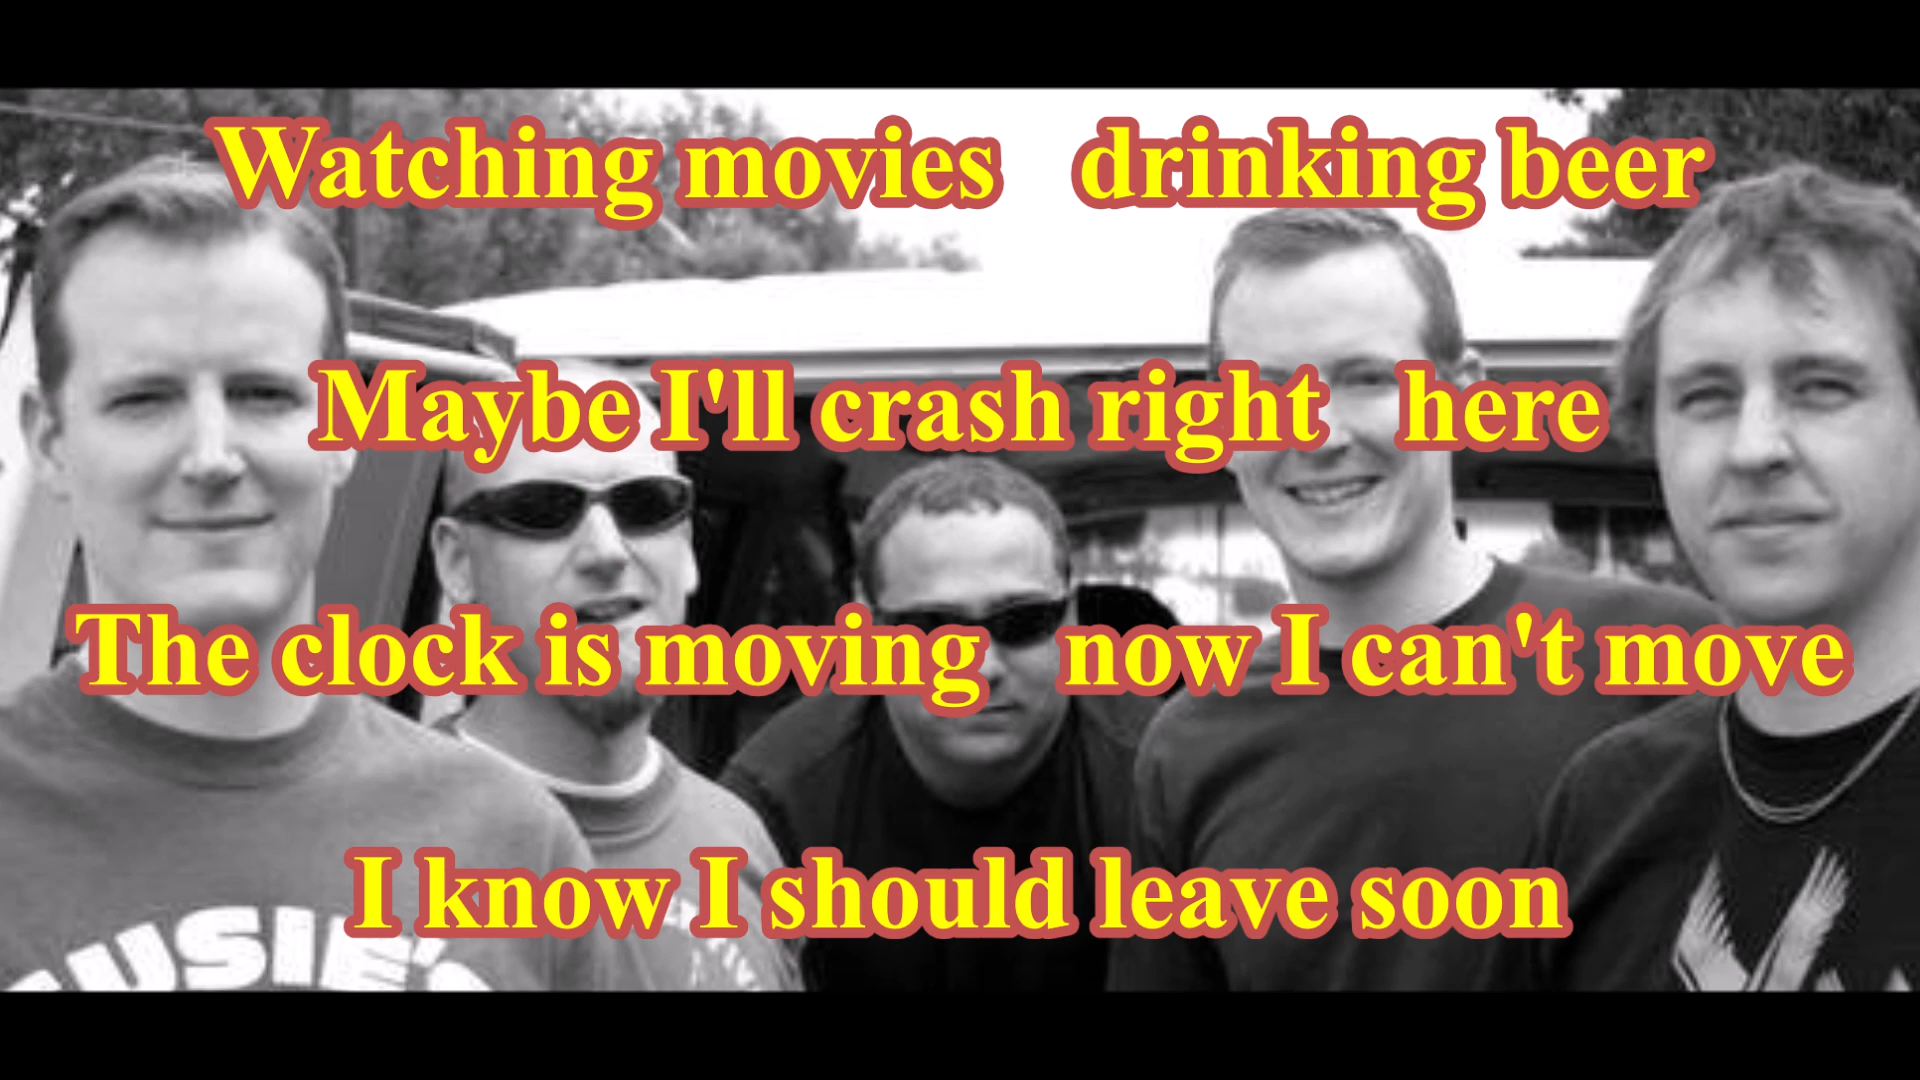 Watching movies drinking beer
Maybe I'll crash right here
The clock is moving now I can't move
I know I should leave soon
USIE'S